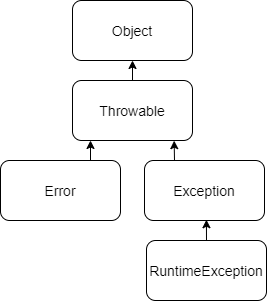 Object
Throwable
Error
Exception
RuntimeException